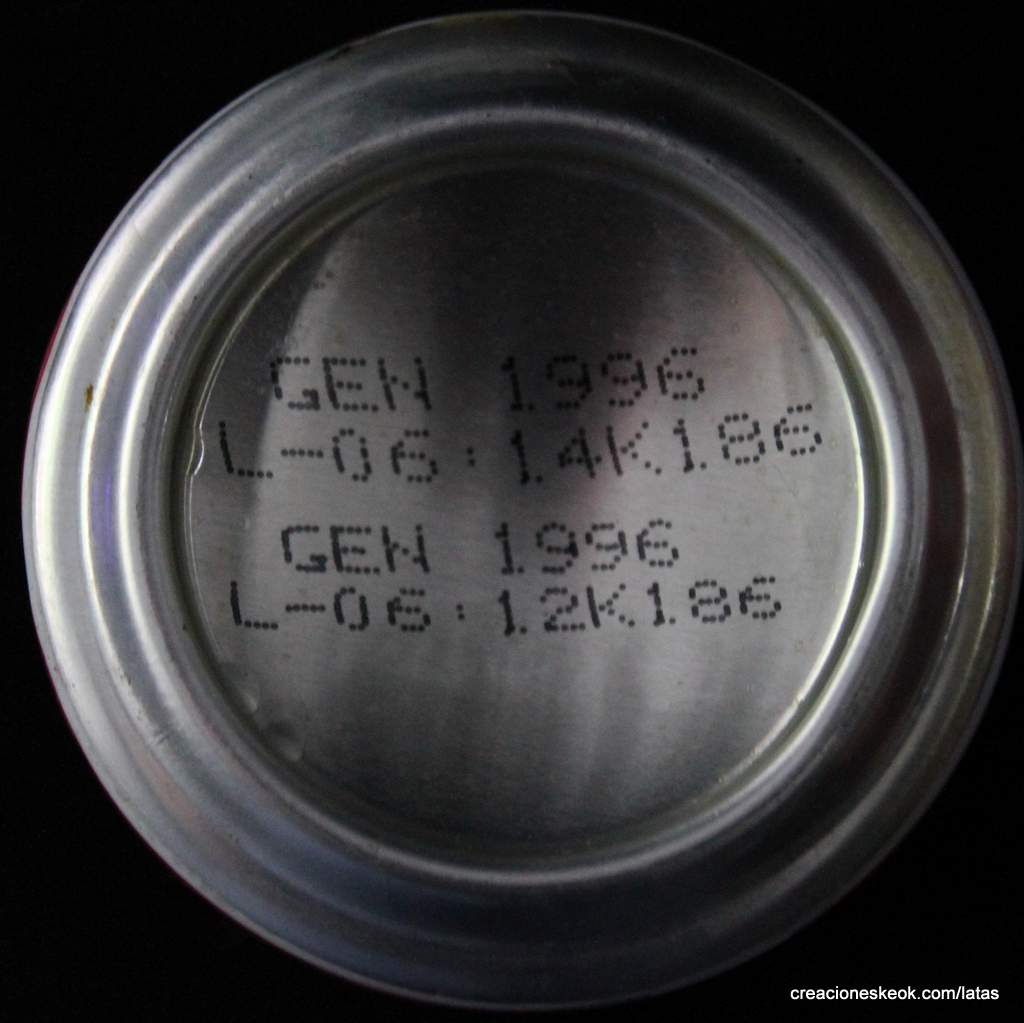 GEN 1996
L-06:14K186
GEN 1996
L-06:12K186
creacioneskeok.com/latas